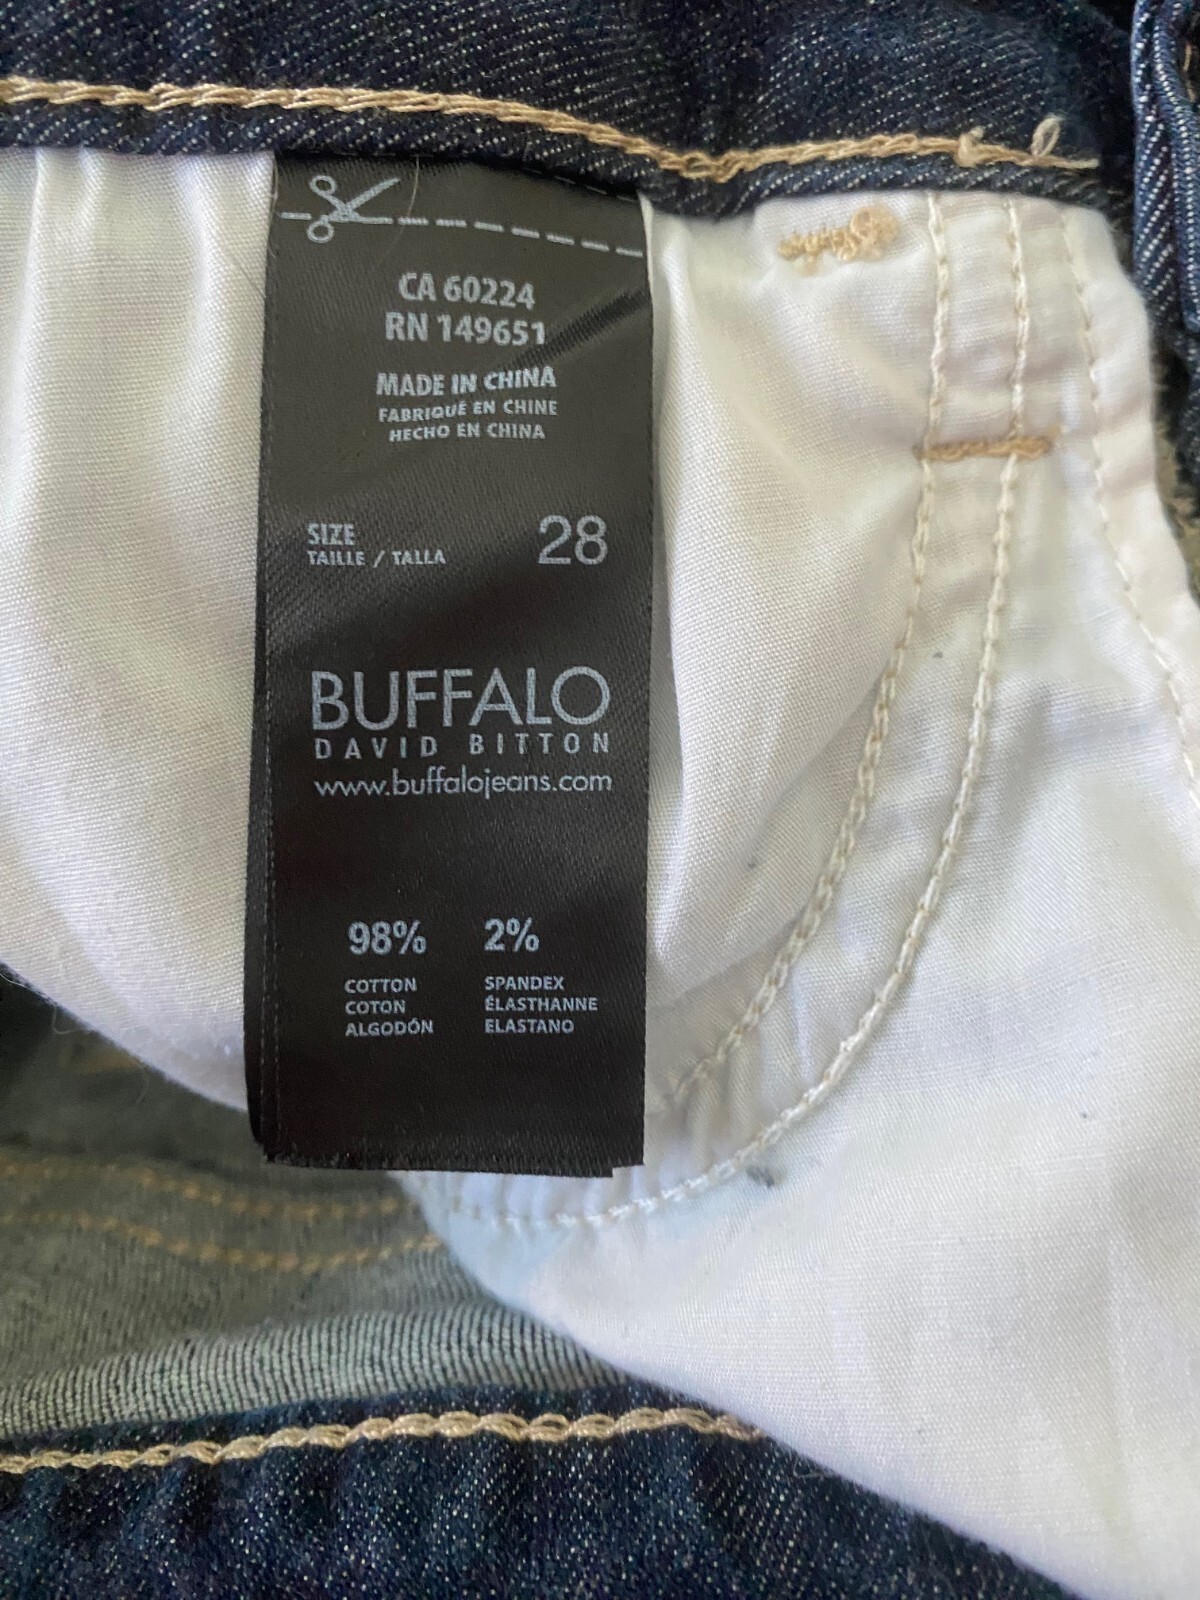 CA 60224
RN 149651
MADE IN CHINA
FABRIQUÉ EN CHINE
HECHO EN CHINA
SIZE 28
TAILLE / TALLA
BUFFALO
DAVID BITTON
www.buffalojeans.com
98% 2%
COTTON SPANDEX
COTON ÉLASTHANNE
ALGODÓN ELASTANO